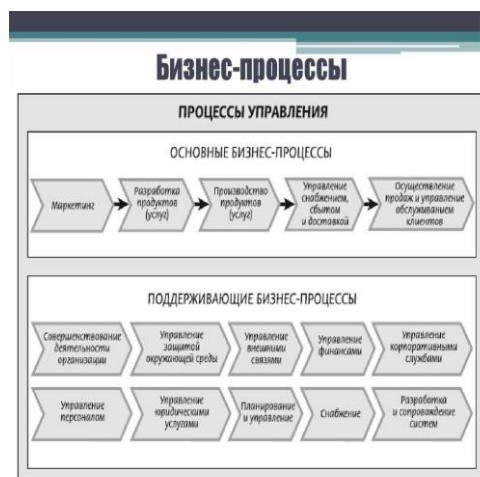 Бизнес-процессы
ПРОЦЕССЫ УПРАВЛЕНИЯ
ОСНОВНЫЕ БИЗНЕС-ПРОЦЕССЫ
Маркетинг
Разработка
продуктов
(услуг)
Производство
продуктов
(услуг)
Управление
снабжением,
сбытом
и доставкой
Осуществление
продаж и управление
обслуживанием
клиентов
ПОДДЕРЖИВАЮЩИЕ БИЗНЕС-ПРОЦЕССЫ
Совершенствование
деятельности
организации
Управление
защитой
окружающей среды
Управление
внешними
связями
Управление
финансами
Управление
корпоративными
службами
Управление
персоналом
Управление
юридическими
услугами
Планирование
и управление
Снабжение
Разработка
и сопровождение
систем